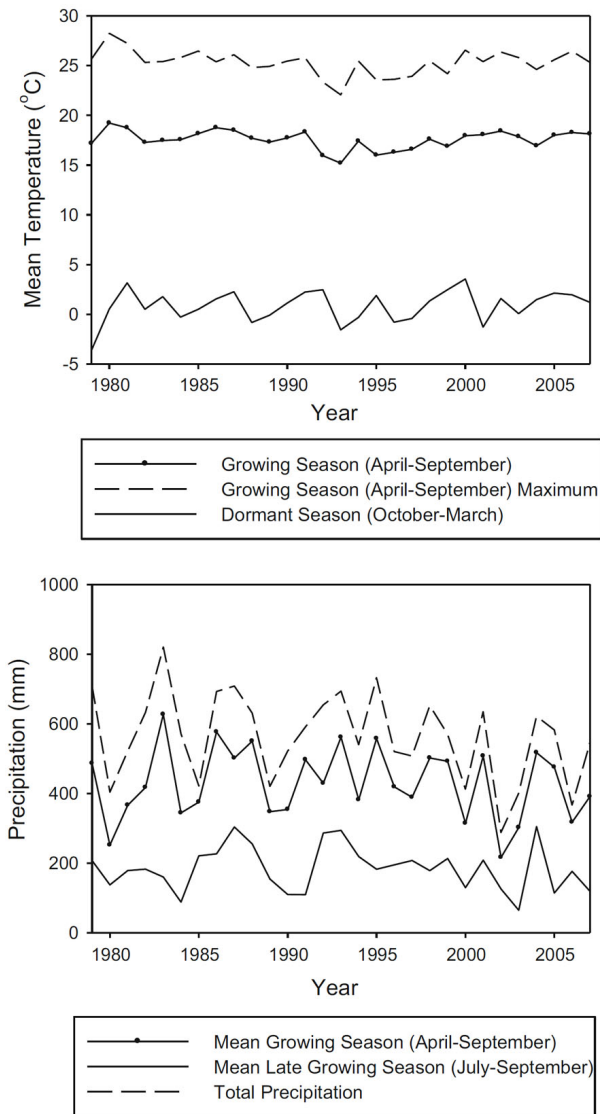 30
25
20
15
10
5
0
-5
Mean Temperature (°C)
1980 1985 1990 1995 2000 2005
Year
Growing Season (April-September)
Growing Season (April-September) Maximum
Dormant Season (October-March)
1000
800
600
400
200
0
Precipitation (mm)
1980 1985 1990 1995 2000 2005
Year
Mean Growing Season (April-September)
Mean Late Growing Season (July-September)
Total Precipitation